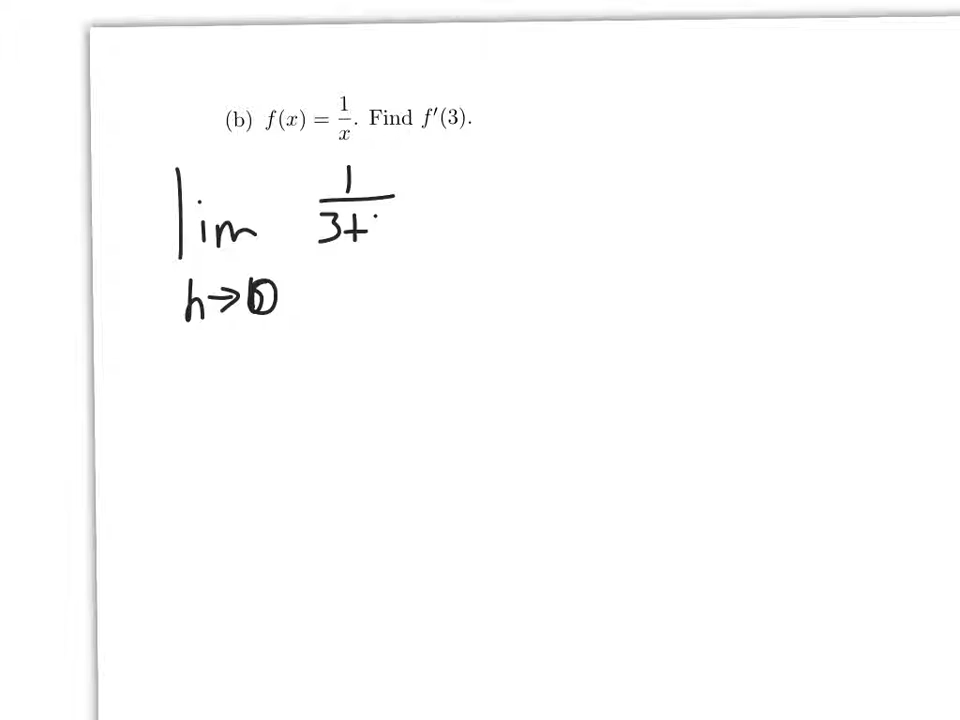 (b) f(x) = 1/x. Find f′(3).
lim 1/3+
h→0